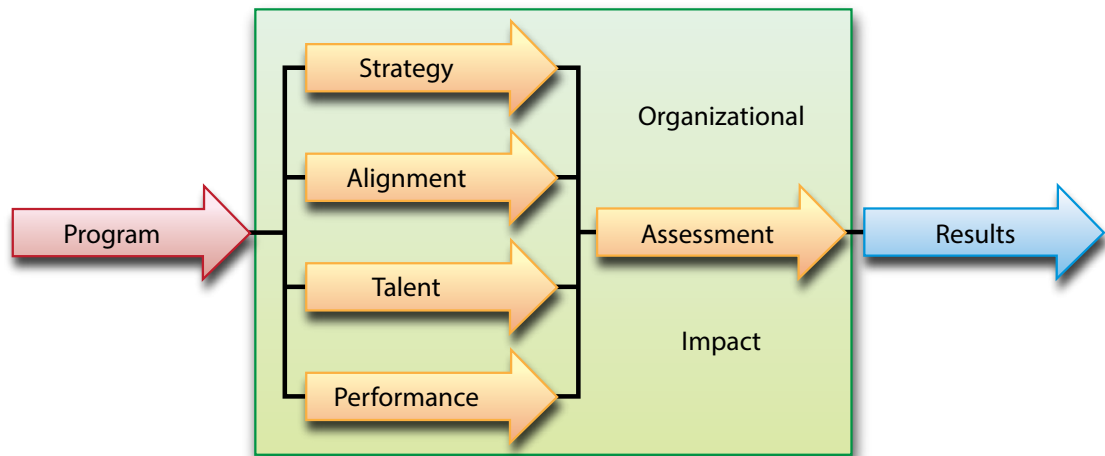 Strategy
Organizational
Alignment
Program
Assessment
Results
Talent
Impact
Performance